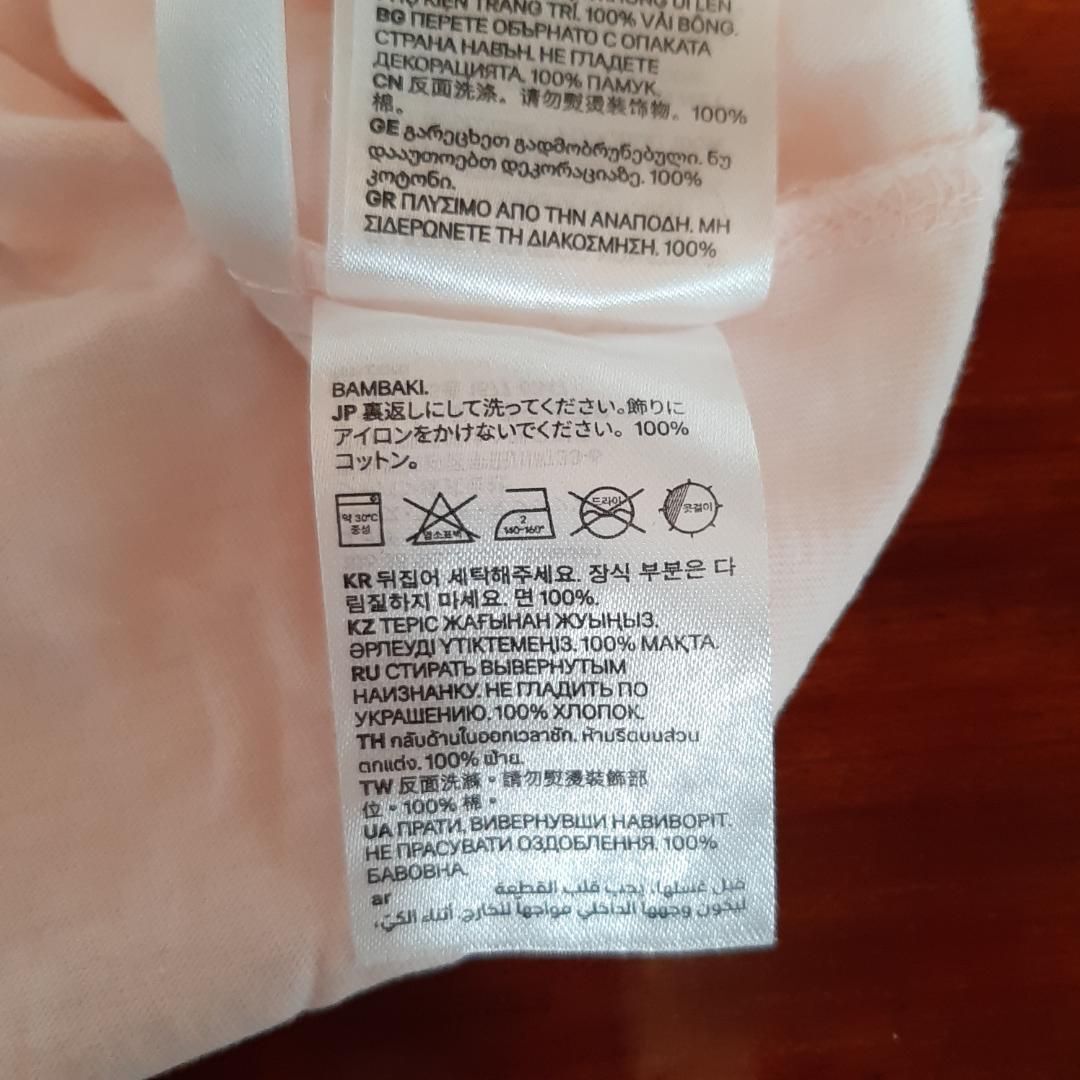 PHỤ KIỆN TRANG TRÍ. 100% VẢI BÔNG.
BG ПЕРЕТЕ ОБЪРНАТО С ОПАКАТА
СТРАНА НАВЪН. НЕ ГЛАДЕТЕ
ДЕКОРАЦИЯТА. 100% ПАМУК.
CN 反面洗涤。请勿熨烫装饰物。100%
棉。
GE გარეცხეთ გადმობრუნებული. ნუ
დააუთოებთ დეკორაციაზე. 100%
კოტონი.
GR ΠΛΥΣΙΜΟ ΑΠΟ ΤΗΝ ΑΝΑΠΟΔΗ. ΜΗ
ΣΙΔΕΡΩΝΕΤΕ ΤΗ ΔΙΑΚΟΣΜΗΣΗ. 100%
BAMBAKI.
JP 裏返しにして洗ってください。飾りに
アイロンをかけないでください。100%
コットン。
약 30°C
중성
염소표백
2
140~160°
드라이
옷걸이
KR 뒤집어 세탁해주세요. 장식 부분은 다
림질하지 마세요. 면 100%.
KZ ТЕРІС ЖАҒЫНАН ЖУЫҢЫЗ.
ӘРЛЕУДІ ҮТІКТЕМЕҢІЗ. 100% МАҚТА.
RU СТИРАТЬ ВЫВЕРНУТЫМ
НАИЗНАНКУ. НЕ ГЛАДИТЬ ПО
УКРАШЕНИЮ. 100% ХЛОПОК.
TH กลับด้านในออกเวลาซัก. ห้ามรีดบนส่วน
ตกแต่ง. 100% ฝ้าย.
TW 反面洗滌。請勿熨燙裝飾部
位。100% 棉。
UA ПРАТИ, ВИВЕРНУВШИ НАВИВОРІТ.
НЕ ПРАСУВАТИ ОЗДОБЛЕННЯ. 100%
БАВОВНА.
ar قبل غسلها، يجب قلب القطعة
ليكون وجهها الداخلي مواجهاً للخارج. أثناء الكيّ،